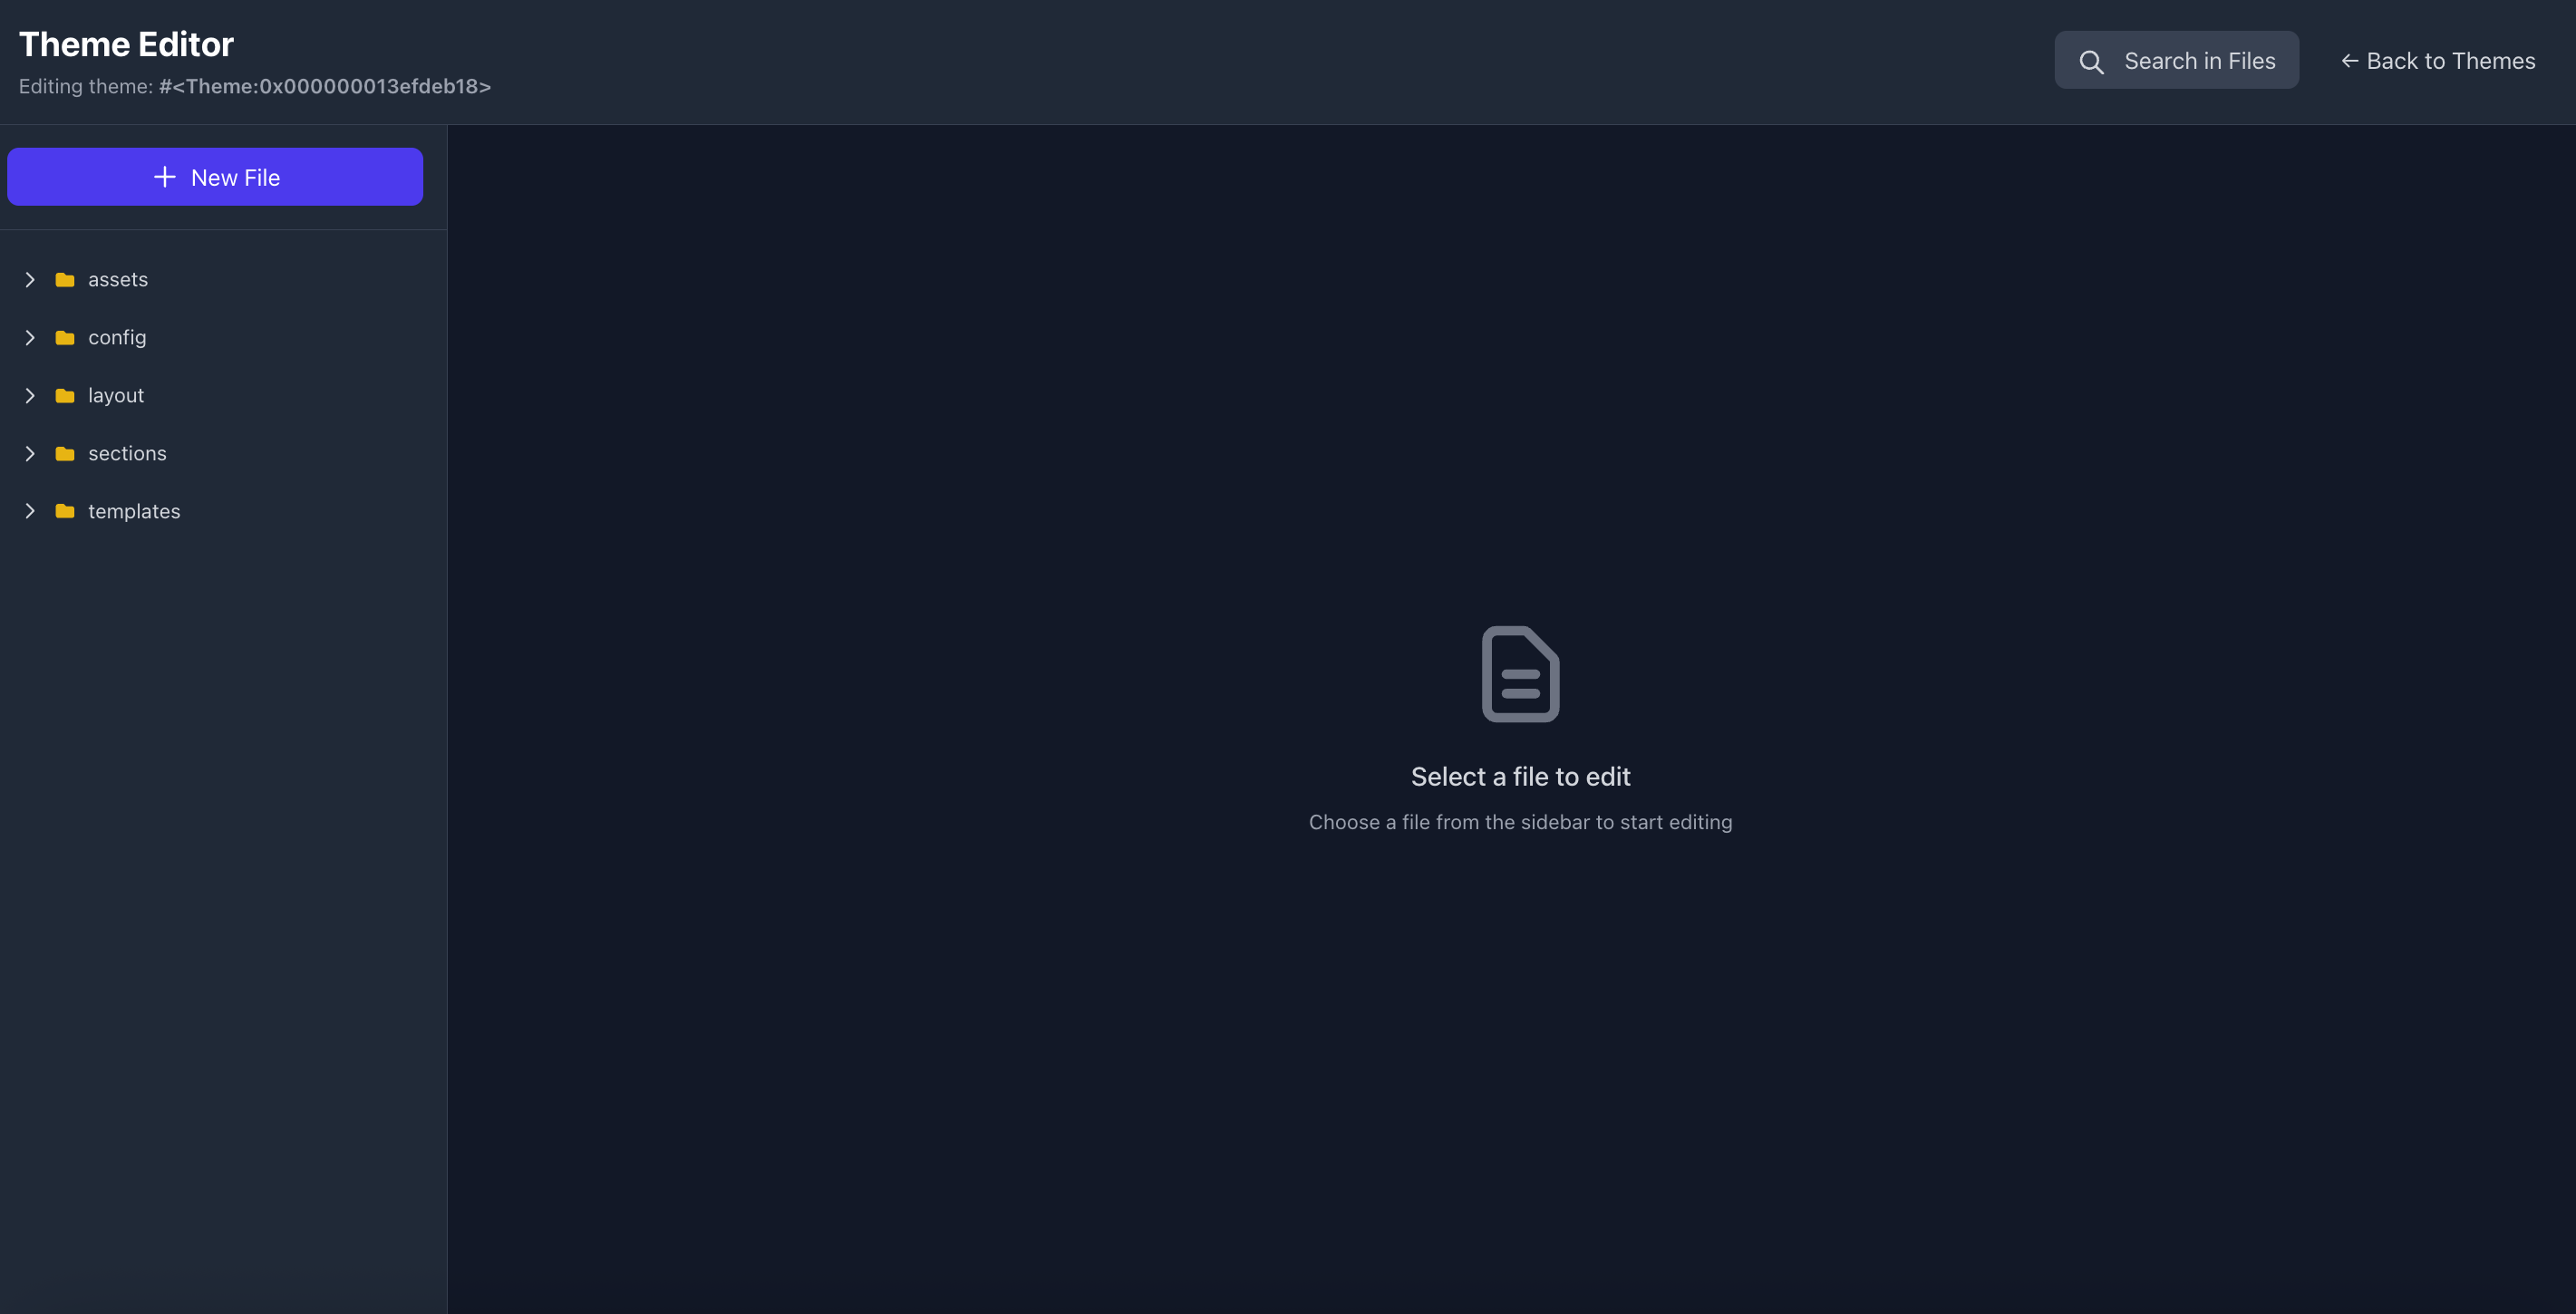 Theme Editor
Editing theme: #<Theme:0x000000013efdeb18>
Search in Files
← Back to Themes
New File
assets
config
layout
sections
templates
Select a file to edit
Choose a file from the sidebar to start editing